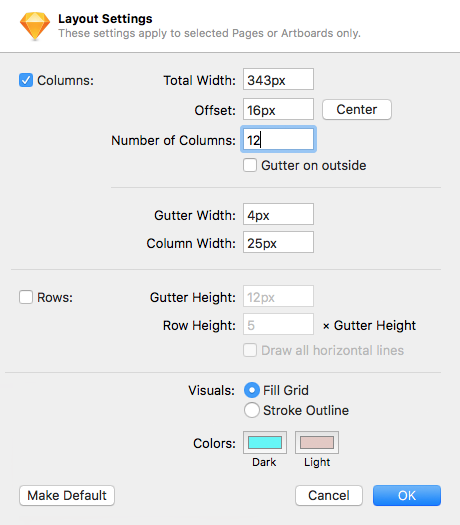 Layout Settings
These settings apply to selected Pages or Artboards only.
Columns: Total Width: 343px
Offset: 16px Center
Number of Columns: 12
Gutter on outside
Gutter Width: 4px
Column Width: 25px
Rows: Gutter Height: 12px
Row Height: 5 × Gutter Height
Draw all horizontal lines
Visuals: Fill Grid
Stroke Outline
Colors:
Dark Light
Make Default Cancel OK